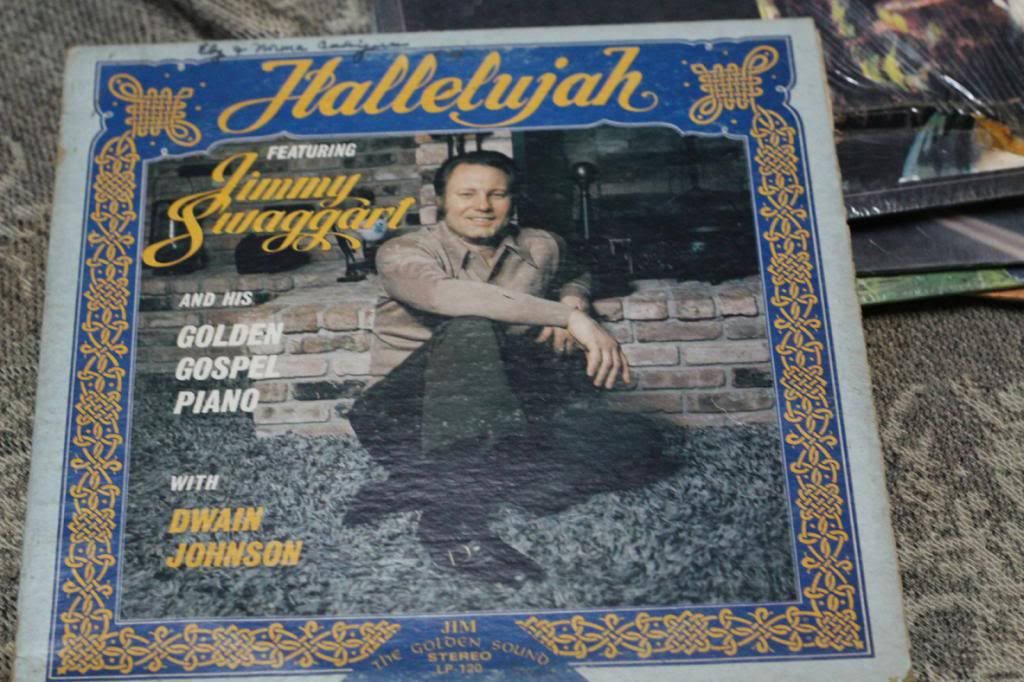 Hallelujah
FEATURING
Jimmy
Swaggart
AND HIS
GOLDEN
GOSPEL
PIANO
WITH
DWAIN
JOHNSON
JIM
THE GOLDEN SOUND
STEREO
LP-120